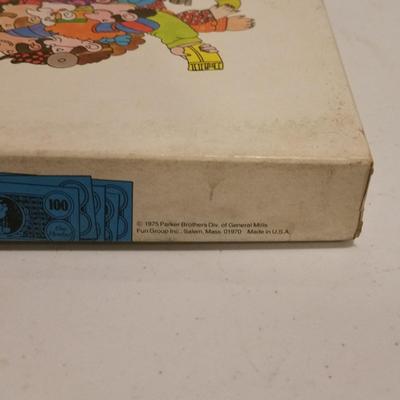 100
© 1975 Parker Brothers Div. of General Mills
Fun Group Inc., Salem, Mass. 01970 Made in U.S.A.